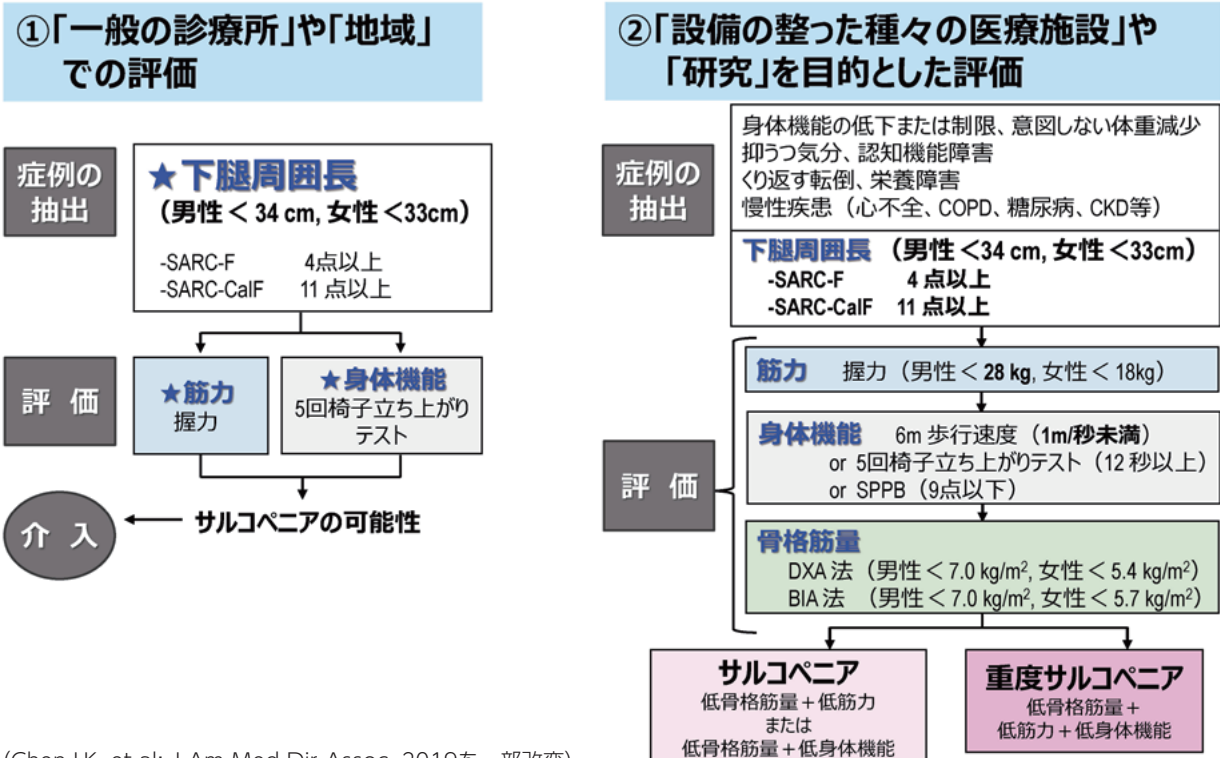 ①「一般の診療所」や「地域」
での評価
症例の
抽出
★下腿周囲長
(男性 < 34 cm, 女性 <33cm)
-SARC-F 4点以上
-SARC-CalF 11 点以上
評 価
★筋力
握力
★身体機能
5回椅子立ち上がり
テスト
介 入
サルコペニアの可能性
②「設備の整った種々の医療施設」や
「研究」を目的とした評価
症例の
抽出
身体機能の低下または制限、意図しない体重減少
抑うつ気分、認知機能障害
くり返す転倒、栄養障害
慢性疾患（心不全、COPD、糖尿病、CKD等）
下腿周囲長 (男性 <34 cm, 女性 <33cm)
-SARC-F 4 点以上
-SARC-CalF 11 点以上
評 価
筋力 握力（男性 < 28 kg, 女性 < 18kg）
身体機能 6m 歩行速度（1m/秒未満）
or 5回椅子立ち上がりテスト（12 秒以上）
or SPPB（9点以下）
骨格筋量
DXA 法（男性 < 7.0 kg/m², 女性 < 5.4 kg/m²）
BIA 法（男性 < 7.0 kg/m², 女性 < 5.7 kg/m²）
サルコペニア
低骨格筋量＋低筋力
または
低骨格筋量＋低身体機能
重度サルコペニア
低骨格筋量＋
低筋力＋低身体機能